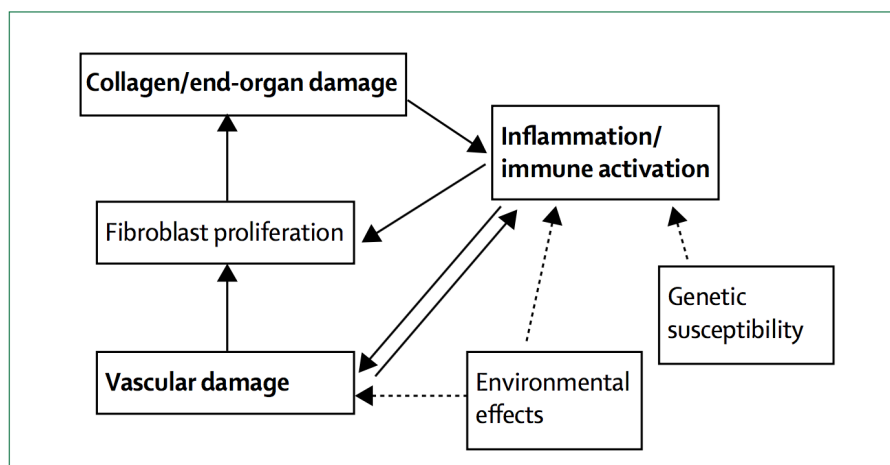 Collagen/end-organ damage
Inflammation/
immune activation
Fibroblast proliferation
Genetic
susceptibility
Vascular damage
Environmental
effects